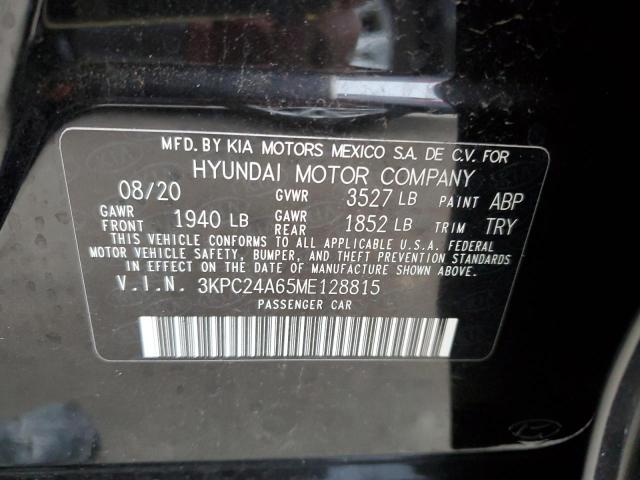 MFD. BY KIA MOTORS MEXICO S.A. DE C.V. FOR
HYUNDAI MOTOR COMPANY
08/20 GVWR 3527 LB PAINT ABP
GAWR FRONT 1940 LB GAWR REAR 1852 LB TRIM TRY
THIS VEHICLE CONFORMS TO ALL APPLICABLE U.S.A. FEDERAL
MOTOR VEHICLE SAFETY, BUMPER, AND THEFT PREVENTION STANDARDS
IN EFFECT ON THE DATE OF MANUFACTURE SHOWN ABOVE.
V.I.N. 3KPC24A65ME128815
PASSENGER CAR